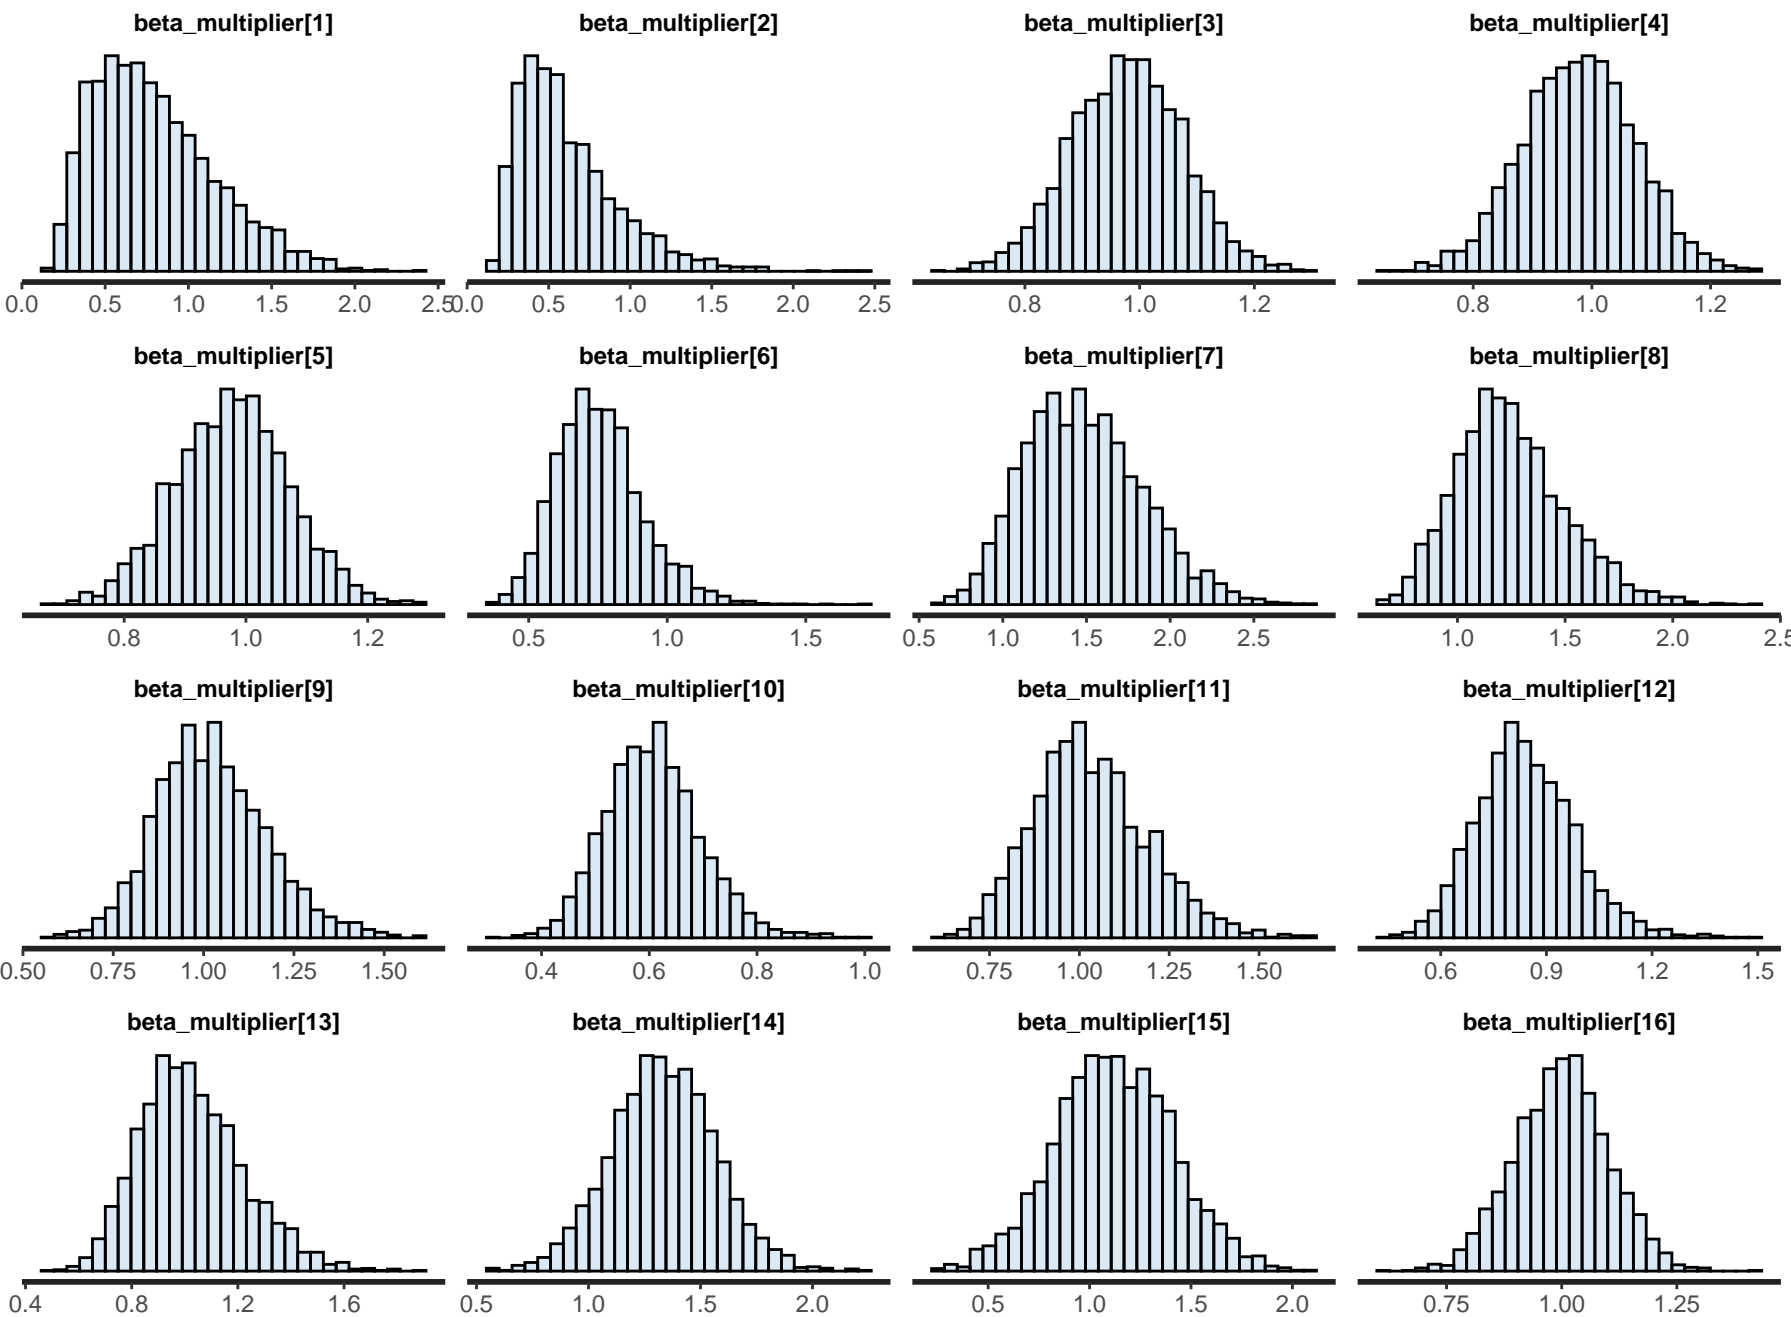 beta_multiplier[1] beta_multiplier[2] beta_multiplier[3] beta_multiplier[4]
0.0 0.5 1.0 1.5 2.0 2.5 0.0 0.5 1.0 1.5 2.0 2.5 0.8 1.0 1.2 0.8 1.0 1.2
beta_multiplier[5] beta_multiplier[6] beta_multiplier[7] beta_multiplier[8]
0.8 1.0 1.2 0.5 1.0 1.5 0.5 1.0 1.5 2.0 2.5 1.0 1.5 2.0 2.5
beta_multiplier[9] beta_multiplier[10] beta_multiplier[11] beta_multiplier[12]
0.50 0.75 1.00 1.25 1.50 0.4 0.6 0.8 1.0 0.75 1.00 1.25 1.50 0.6 0.9 1.2 1.5
beta_multiplier[13] beta_multiplier[14] beta_multiplier[15] beta_multiplier[16]
0.4 0.8 1.2 1.6 0.5 1.0 1.5 2.0 0.5 1.0 1.5 2.0 0.75 1.00 1.25